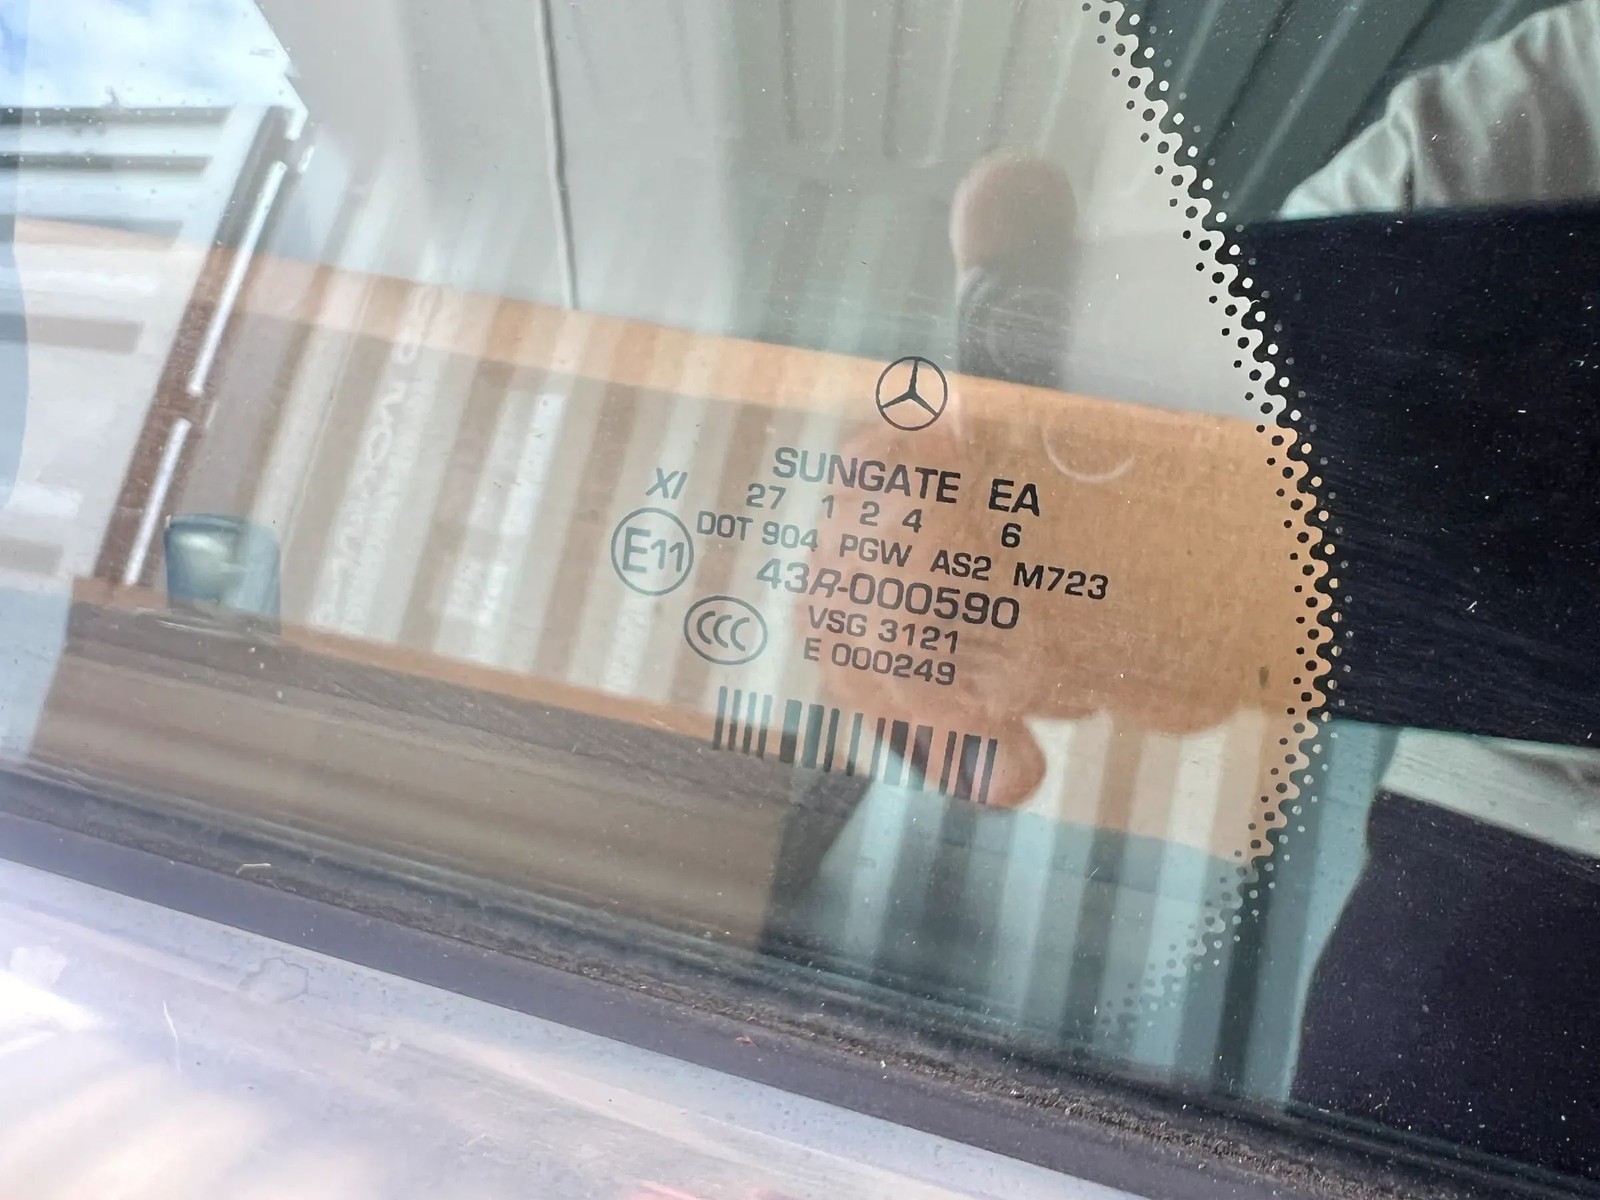 SUNGATE EA
XI 27 1 2 4 6
E11 DOT 904 PGW AS2 M723
43R-000590
CCC VSG 3121
E 000249